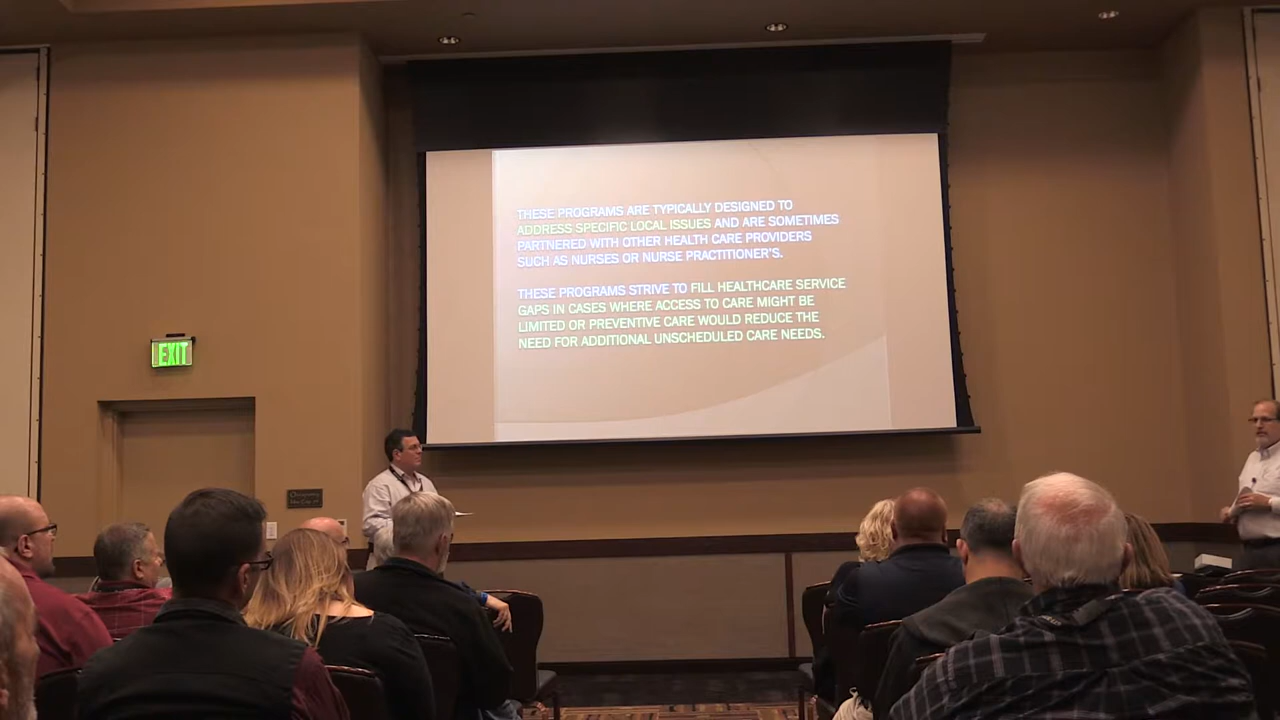 THESE PROGRAMS ARE TYPICALLY DESIGNED TO
ADDRESS SPECIFIC LOCAL ISSUES AND ARE SOMETIMES
PARTNERED WITH OTHER HEALTH CARE PROVIDERS
SUCH AS NURSES OR NURSE PRACTITIONER'S.
THESE PROGRAMS STRIVE TO FILL HEALTHCARE SERVICE
GAPS IN CASES WHERE ACCESS TO CARE MIGHT BE
LIMITED OR PREVENTIVE CARE WOULD REDUCE THE
NEED FOR ADDITIONAL UNSCHEDULED CARE NEEDS.
EXIT